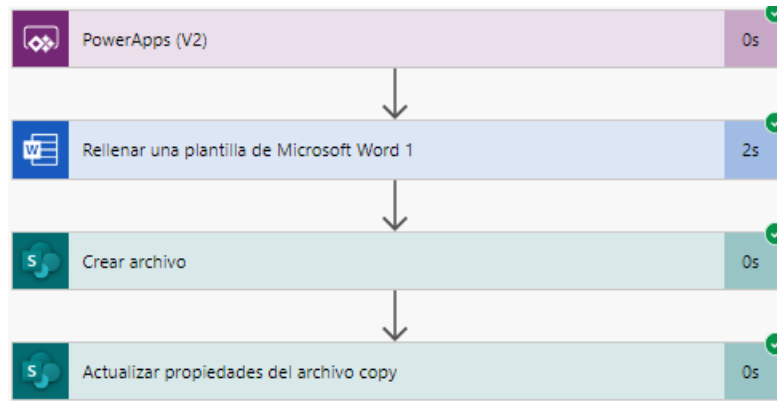 PowerApps (V2) 0s
W Rellenar una plantilla de Microsoft Word 1 2s
S Crear archivo 0s
S Actualizar propiedades del archivo copy 0s